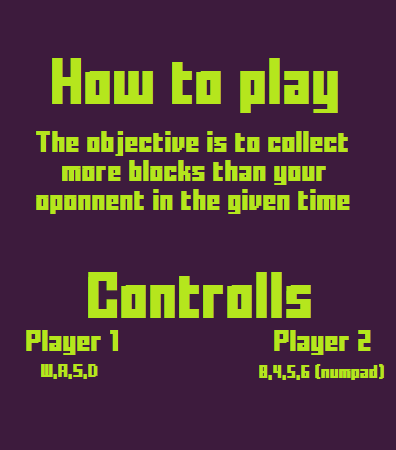 How to play
The objective is to collect
more blocks than your
oponnent in the given time
Controlls
Player 1 Player 2
W,A,S,D 8,4,5,6 (numpad)